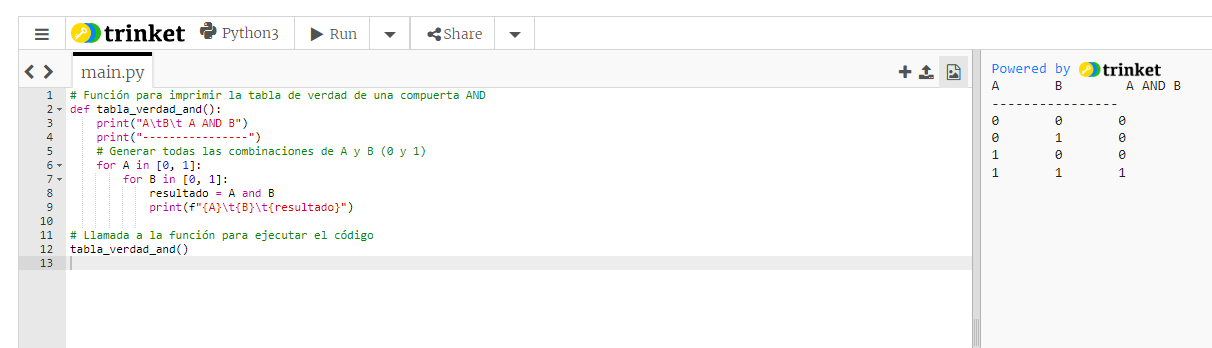 trinket Python3 Run Share
main.py
1 # Función para imprimir la tabla de verdad de una compuerta AND
2 def tabla_verdad_and():
3     print("A\tB\t A AND B")
4     print("----------------")
5     # Generar todas las combinaciones de A y B (0 y 1)
6     for A in [0, 1]:
7         for B in [0, 1]:
8             resultado = A and B
9             print(f"{A}\t{B}\t{resultado}")
10
11 # Llamada a la función para ejecutar el código
12 tabla_verdad_and()
13
Powered by trinket
A B A AND B
----------------
0 0 0
0 1 0
1 0 0
1 1 1